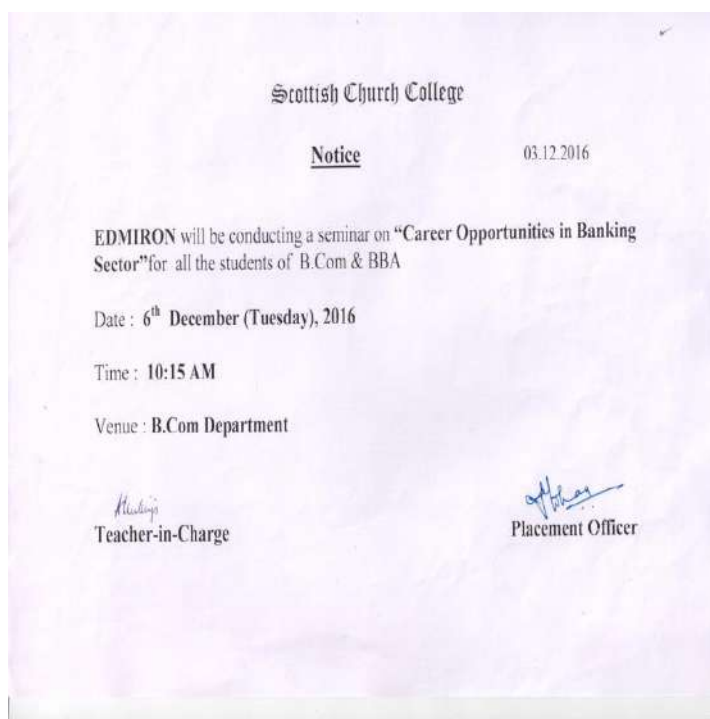 Scottish Church College
Notice 03.12.2016
EDMIRON will be conducting a seminar on “Career Opportunities in Banking
Sector”for all the students of B.Com & BBA
Date : 6th December (Tuesday), 2016
Time : 10:15 AM
Venue : B.Com Department
Teacher-in-Charge Placement Officer